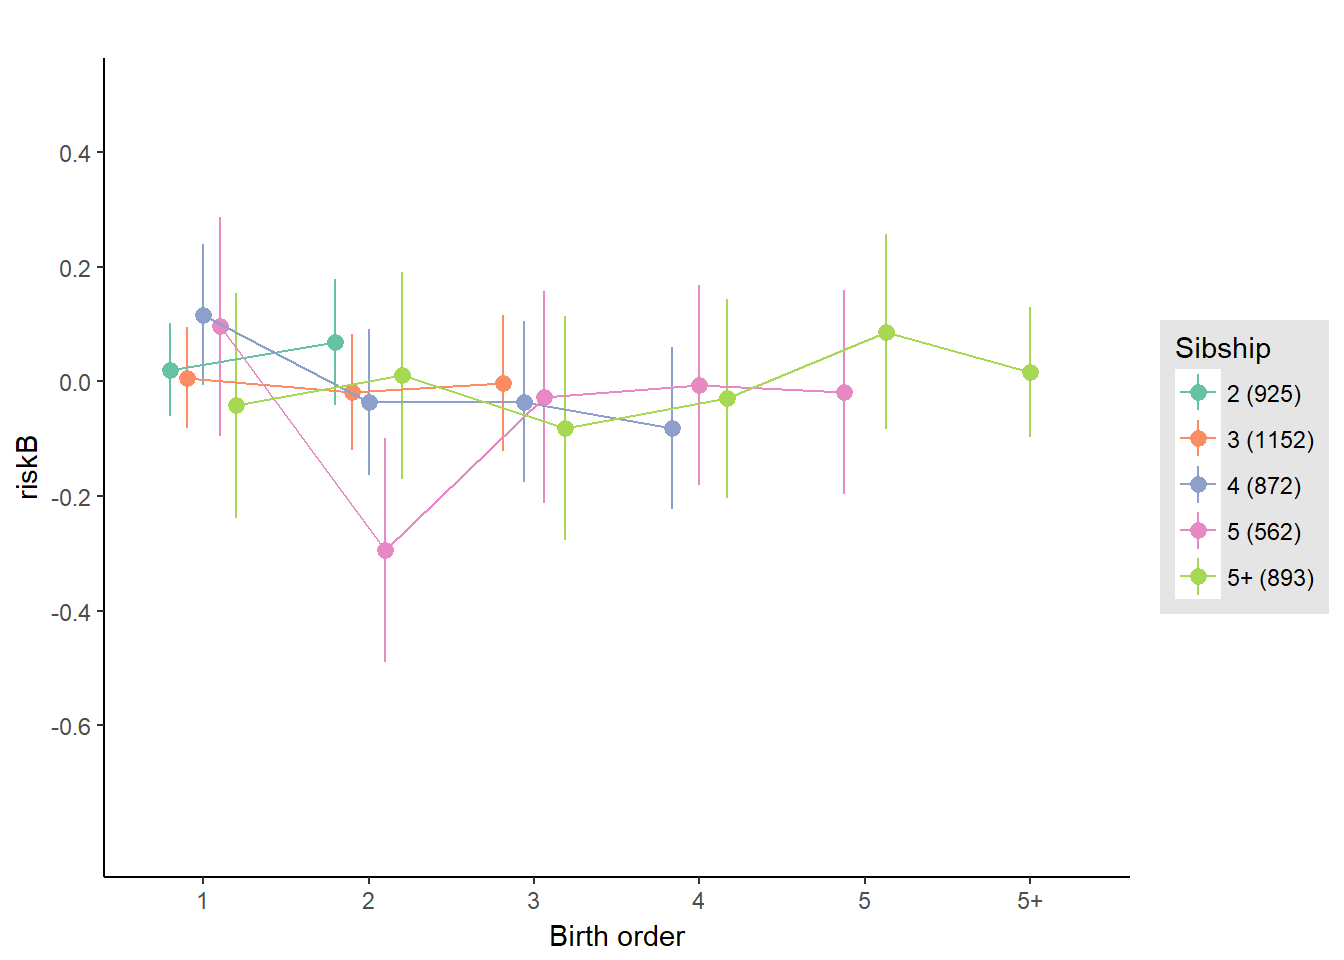 0.4
0.2
0.0
-0.2
-0.4
-0.6
riskB
1 2 3 4 5 5+
Birth order
Sibship
2 (925)
3 (1152)
4 (872)
5 (562)
5+ (893)